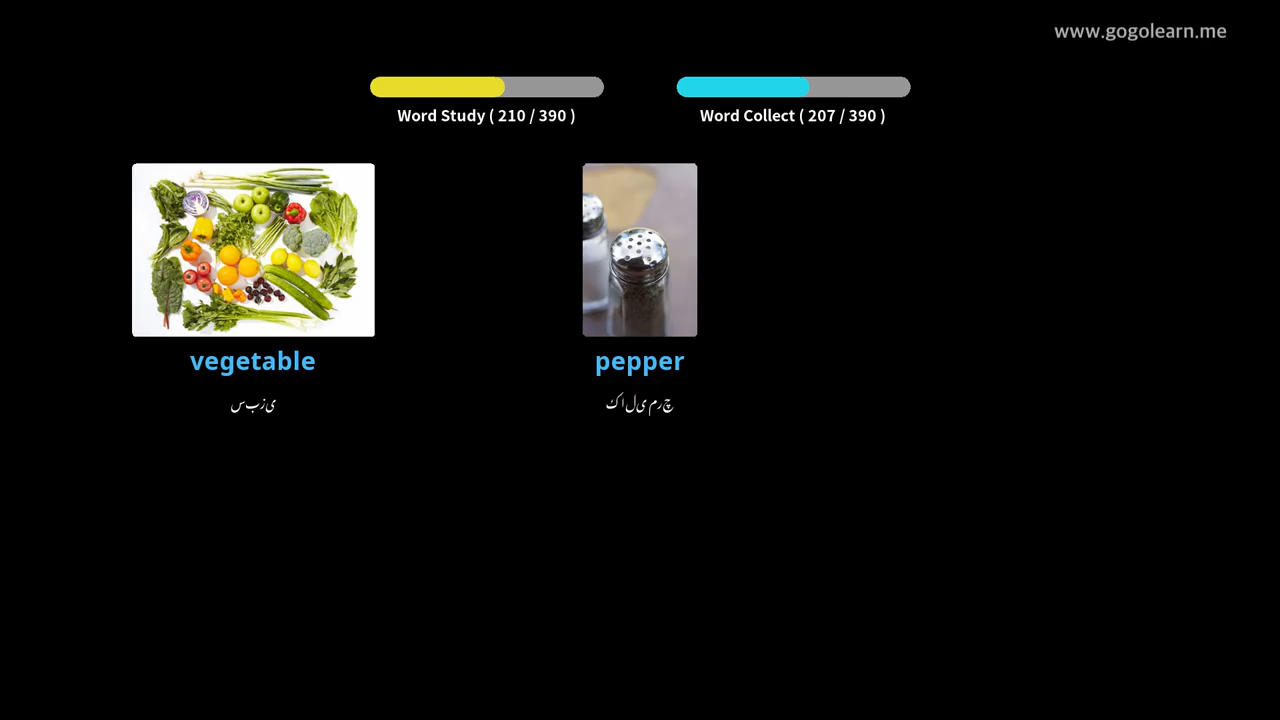 www.gogolearn.me
Word Study ( 210 / 390 )
Word Collect ( 207 / 390 )
vegetable
pepper
سبزی
کالی مرچ